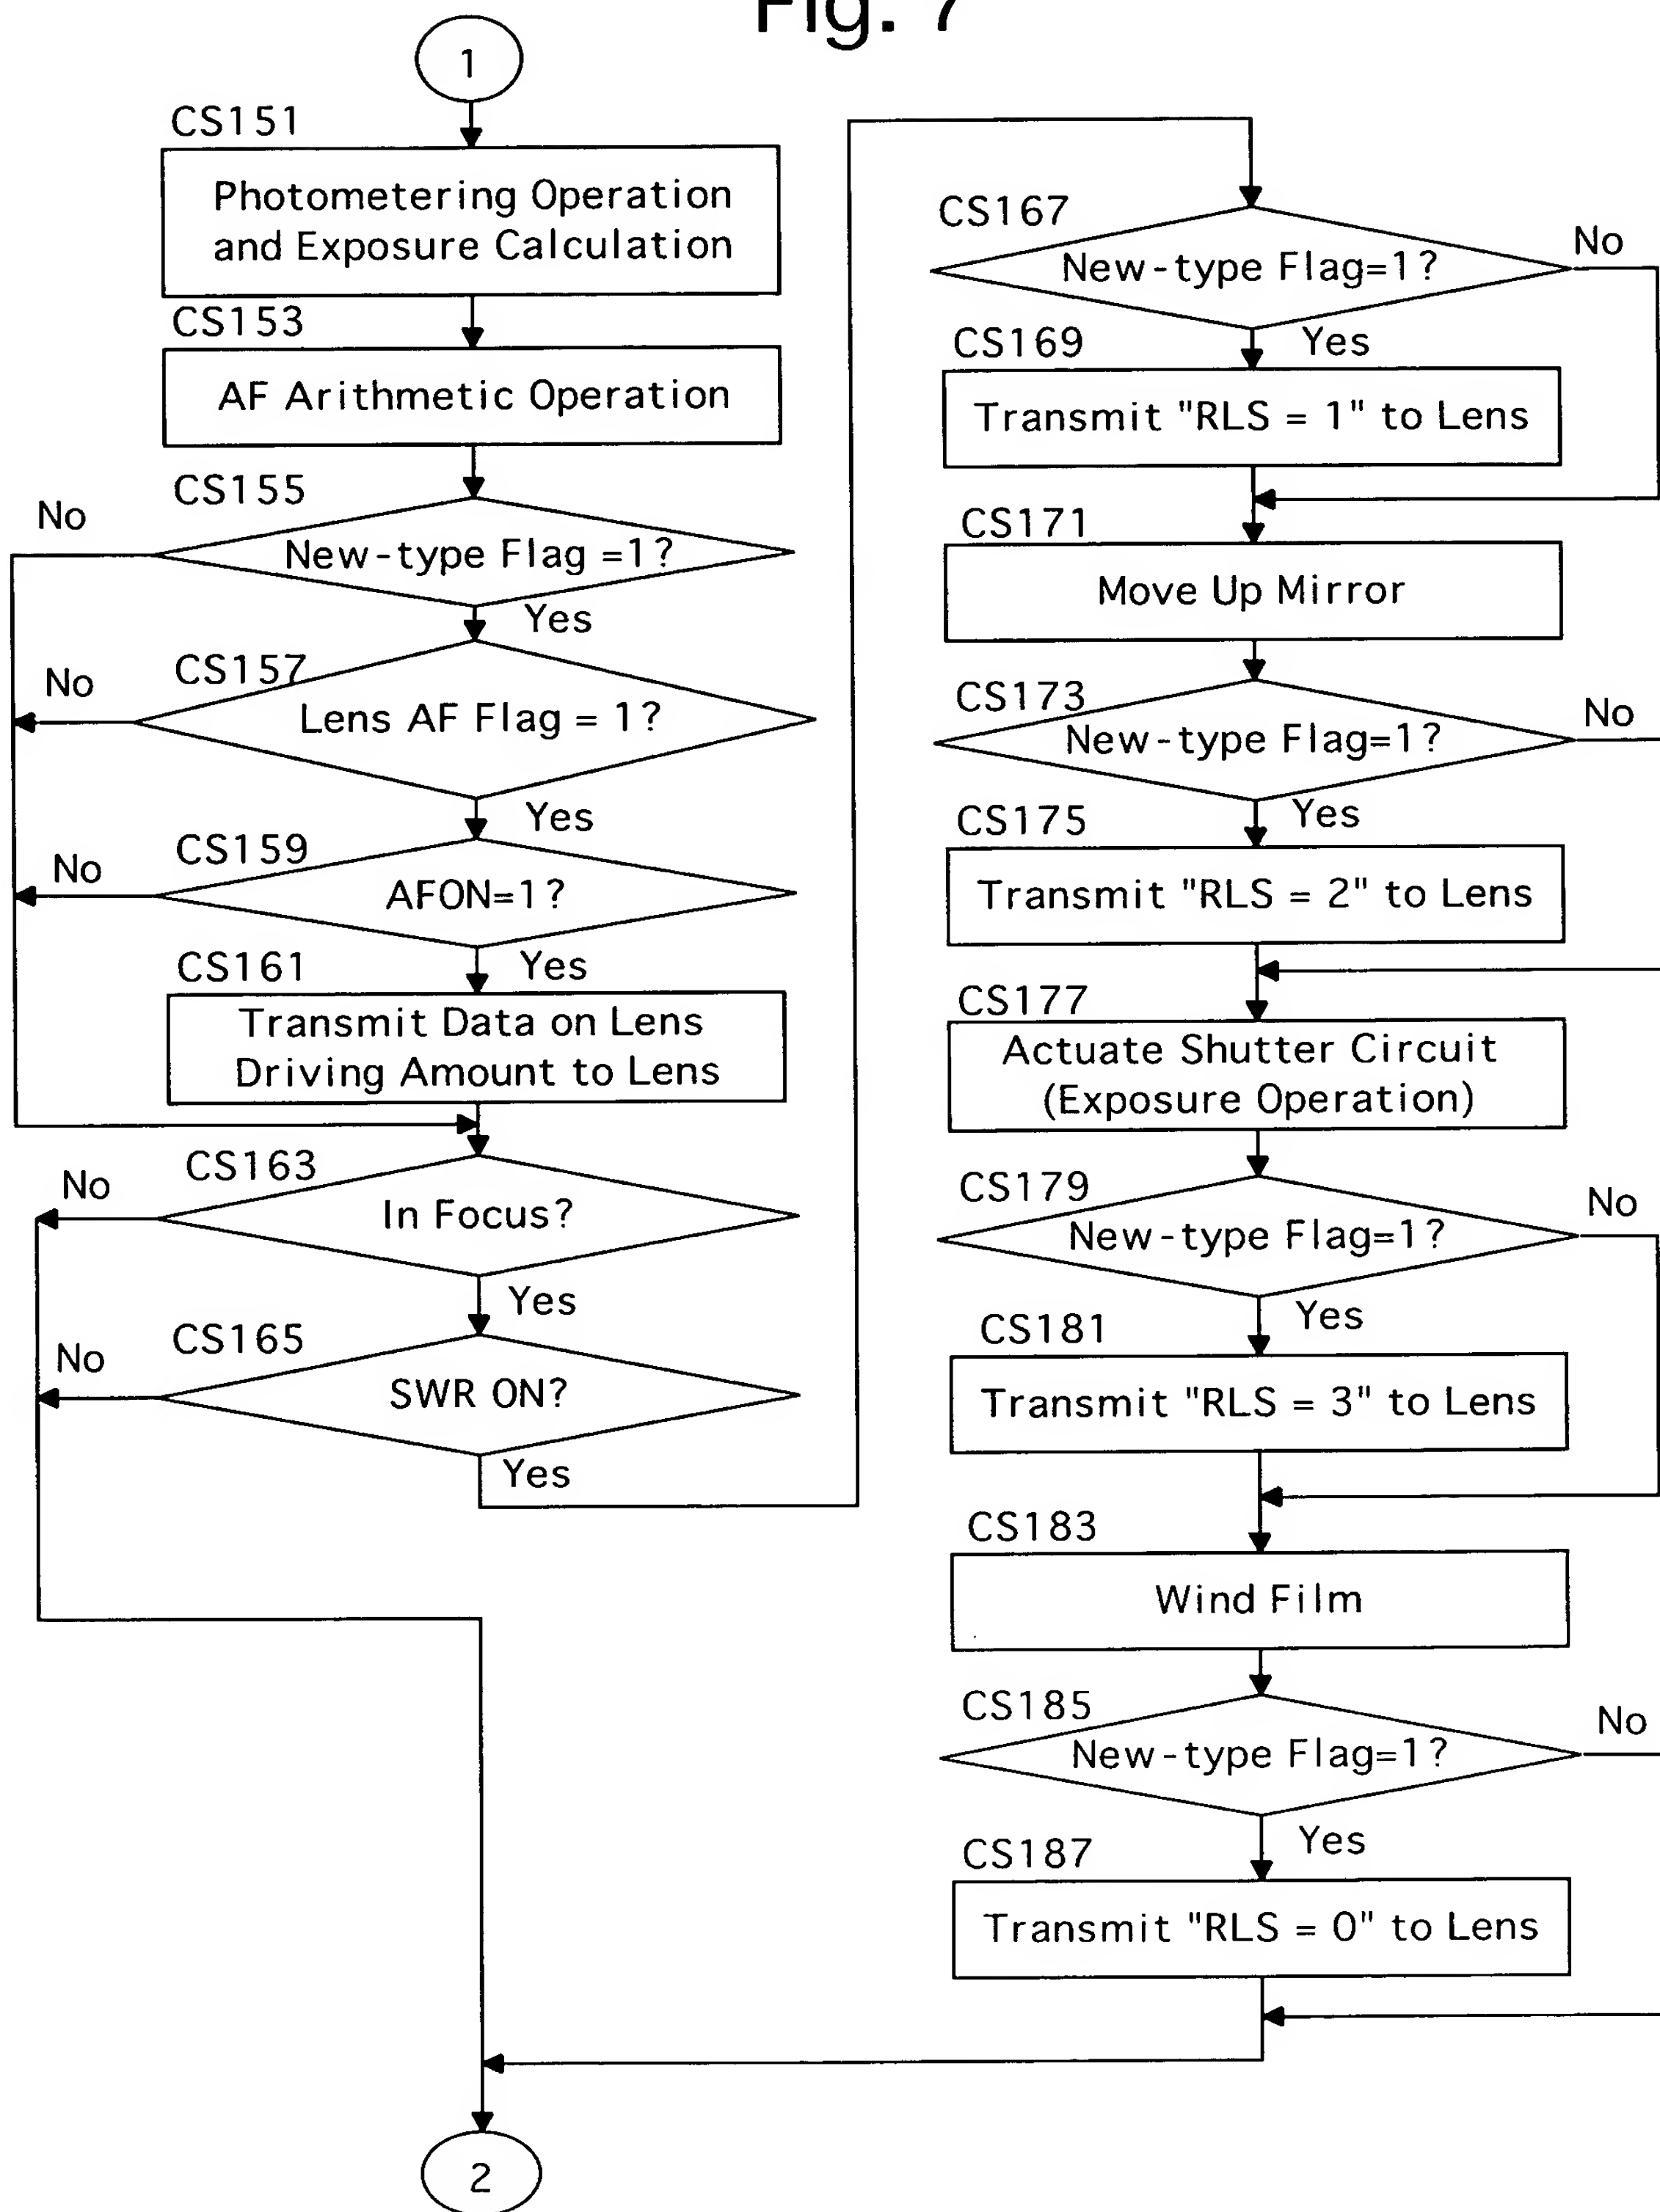 Fig. 7
1
CS151
Photometering Operation
and Exposure Calculation
CS153
AF Arithmetic Operation
CS155
No
New-type Flag =1?
Yes
CS157
No
Lens AF Flag = 1?
Yes
CS159
No
AFON=1?
Yes
CS161
Transmit Data on Lens
Driving Amount to Lens
CS163
No
In Focus?
Yes
CS165
No
SWR ON?
Yes
CS167
No
New-type Flag=1?
Yes
CS169
Transmit "RLS = 1" to Lens
CS171
Move Up Mirror
CS173
No
New-type Flag=1?
Yes
CS175
Transmit "RLS = 2" to Lens
CS177
Actuate Shutter Circuit
(Exposure Operation)
CS179
No
New-type Flag=1?
Yes
CS181
Transmit "RLS = 3" to Lens
CS183
Wind Film
CS185
No
New-type Flag=1?
Yes
CS187
Transmit "RLS = 0" to Lens
2